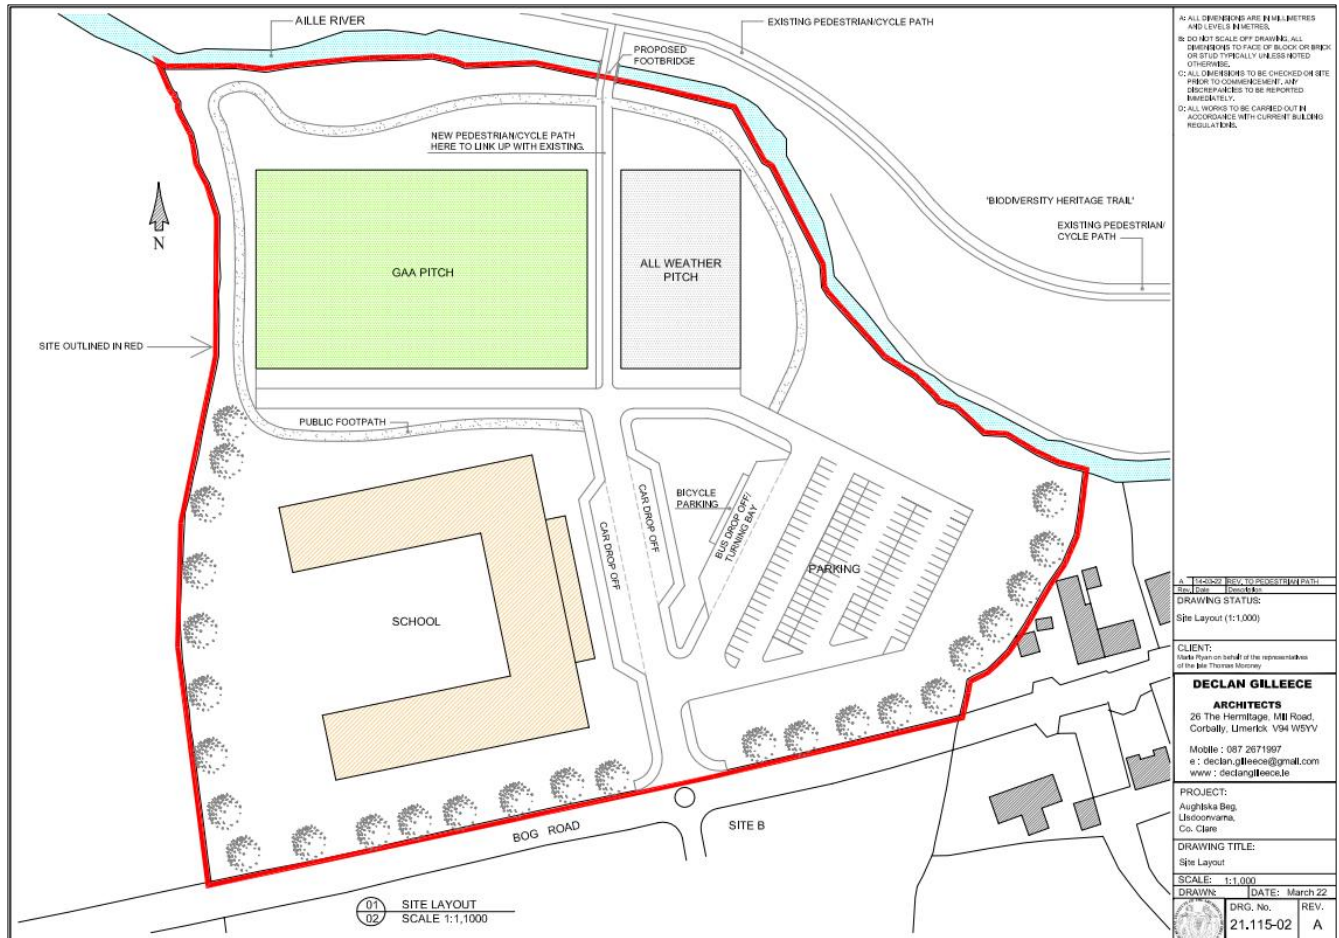 AILLE RIVER
EXISTING PEDESTRIAN/CYCLE PATH
PROPOSED
FOOTBRIDGE
NEW PEDESTRIAN/CYCLE PATH
HERE TO LINK UP WITH EXISTING.
'BIODIVERSITY HERITAGE TRAIL'
EXISTING PEDESTRIAN/
CYCLE PATH
N
GAA PITCH
ALL WEATHER
PITCH
SITE OUTLINED IN RED
PUBLIC FOOTPATH
CAR DROP OFF
CAR DROP OFF
BICYCLE
PARKING
BUS DROP OFF/
TURNING BAY
PARKING
SCHOOL
BOG ROAD
SITE B
01
02
SITE LAYOUT
SCALE 1:1,1000
A: ALL DIMENSIONS ARE IN MILLIMETRES
AND LEVELS IN METRES.
B: DO NOT SCALE OFF DRAWING. ALL
DIMENSIONS TO FACE OF BLOCK OR BRICK
OR STUD TYPICALLY UNLESS NOTED
OTHERWISE.
C: ALL DIMENSIONS TO BE CHECKED ON SITE
PRIOR TO COMMENCEMENT. ANY
DISCREPANCIES TO BE REPORTED
IMMEDIATELY.
D: ALL WORKS TO BE CARRIED OUT IN
ACCORDANCE WITH CURRENT BUILDING
REGULATIONS.
A 14-03-22 REV. TO PEDESTRIAN PATH
Rev. Date Description
DRAWING STATUS:
Site Layout (1:1,000)
CLIENT:
Maria Ryan on behalf of the representatives
of the late Thomas Moroney
DECLAN GILLEECE
ARCHITECTS
26 The Hermitage, Mill Road,
Corbally, Limerick V94 W5YV
Mobile : 087 2671997
e : declan.gilleece@gmail.com
www : declangilleece.ie
PROJECT:
Aughiska Beg,
Lisdoonvarna,
Co. Clare
DRAWING TITLE:
Site Layout
SCALE: 1:1,000
DRAWN: DATE: March 22
DRG. No. REV.
21.115-02 A